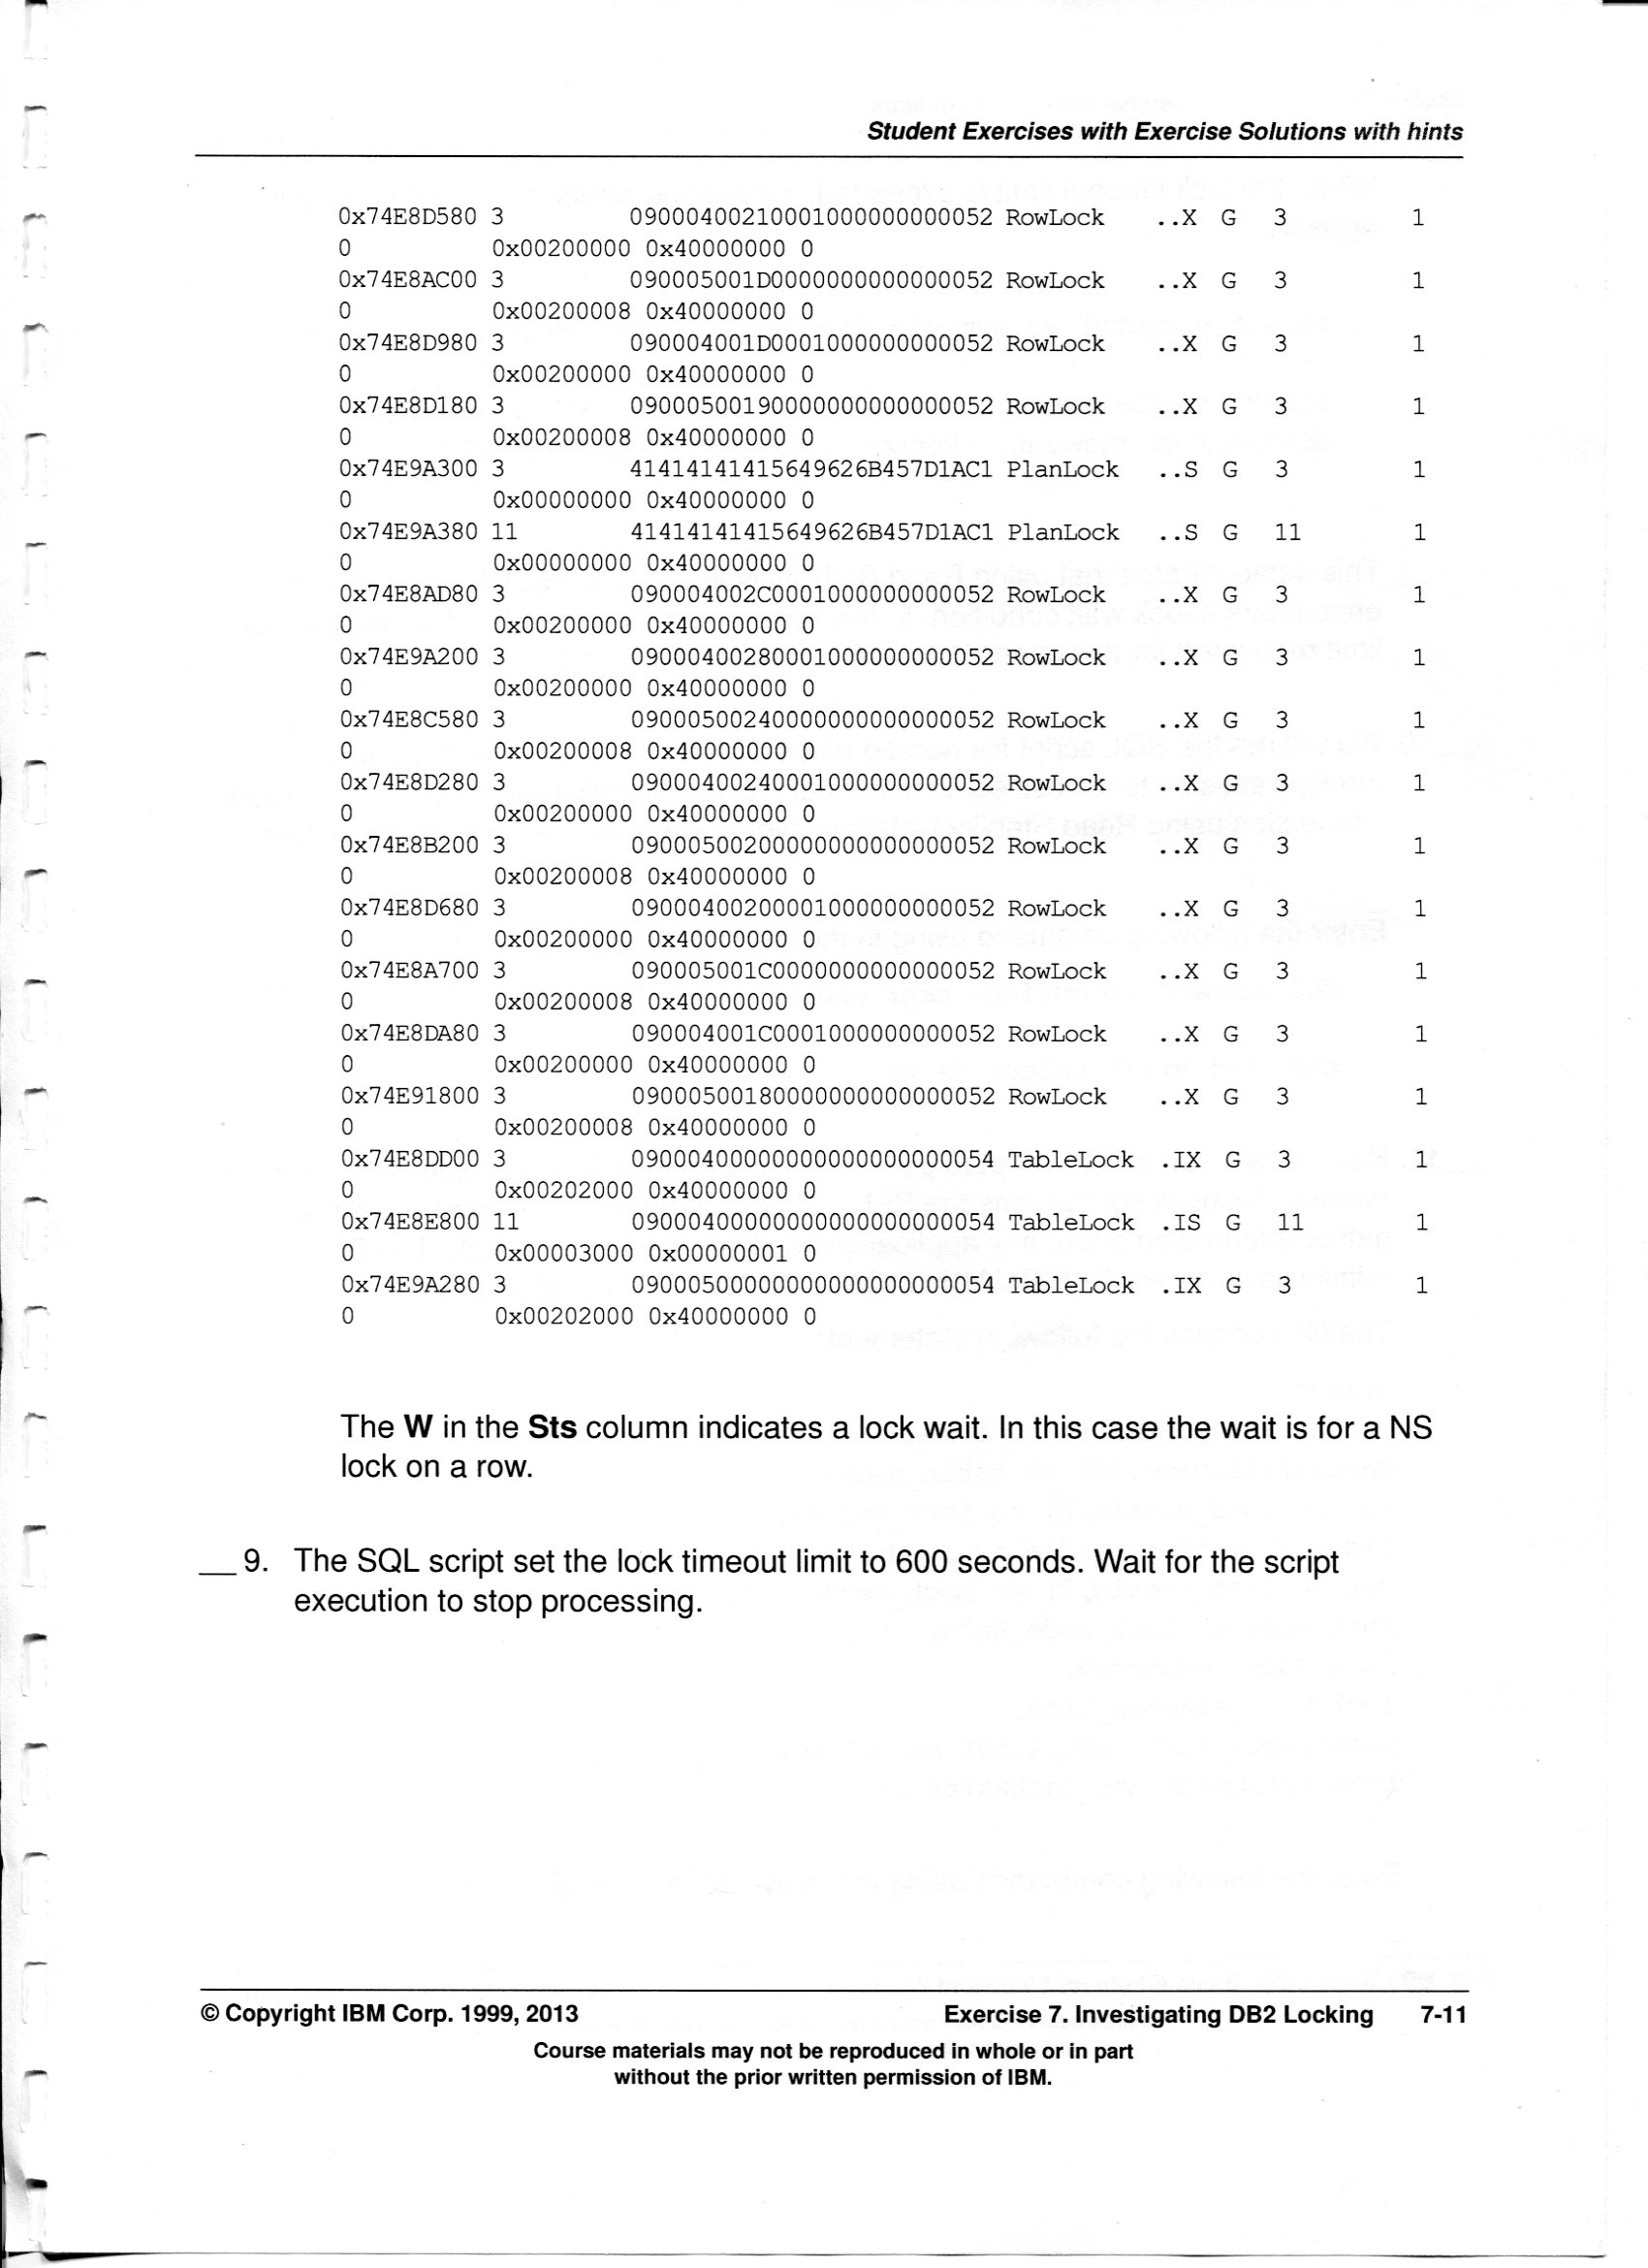 Student Exercises with Exercise Solutions with hints
0x74E8D580 3 09000400210001000000000052 RowLock ..X G 3 1
0 0x00200000 0x40000000 0
0x74E8AC00 3 090005001D0000000000000052 RowLock ..X G 3 1
0 0x00200008 0x40000000 0
0x74E8D980 3 090004001D0001000000000052 RowLock ..X G 3 1
0 0x00200000 0x40000000 0
0x74E8D180 3 09000500190000000000000052 RowLock ..X G 3 1
0 0x00200008 0x40000000 0
0x74E9A300 3 41414141415649626B457D1AC1 PlanLock ..S G 3 1
0 0x00000000 0x40000000 0
0x74E9A380 11 41414141415649626B457D1AC1 PlanLock ..S G 11 1
0 0x00000000 0x40000000 0
0x74E8AD80 3 090004002C0001000000000052 RowLock ..X G 3 1
0 0x00200000 0x40000000 0
0x74E9A200 3 09000400280001000000000052 RowLock ..X G 3 1
0 0x00200000 0x40000000 0
0x74E8C580 3 09000500240000000000000052 RowLock ..X G 3 1
0 0x00200008 0x40000000 0
0x74E8D280 3 09000400240001000000000052 RowLock ..X G 3 1
0 0x00200000 0x40000000 0
0x74E8B200 3 09000500200000000000000052 RowLock ..X G 3 1
0 0x00200008 0x40000000 0
0x74E8D680 3 09000400200001000000000052 RowLock ..X G 3 1
0 0x00200000 0x40000000 0
0x74E8A700 3 090005001C0000000000000052 RowLock ..X G 3 1
0 0x00200008 0x40000000 0
0x74E8DA80 3 090004001C0001000000000052 RowLock ..X G 3 1
0 0x00200000 0x40000000 0
0x74E91800 3 09000500180000000000000052 RowLock ..X G 3 1
0 0x00200008 0x40000000 0
0x74E8DD00 3 09000400000000000000000054 TableLock .IX G 3 1
0 0x00202000 0x40000000 0
0x74E8E800 11 09000400000000000000000054 TableLock .IS G 11 1
0 0x00003000 0x00000001 0
0x74E9A280 3 09000500000000000000000054 TableLock .IX G 3 1
0 0x00202000 0x40000000 0
The W in the Sts column indicates a lock wait. In this case the wait is for a NS
lock on a row.
__ 9. The SQL script set the lock timeout limit to 600 seconds. Wait for the script
execution to stop processing.
© Copyright IBM Corp. 1999, 2013 Exercise 7. Investigating DB2 Locking 7-11
Course materials may not be reproduced in whole or in part
without the prior written permission of IBM.